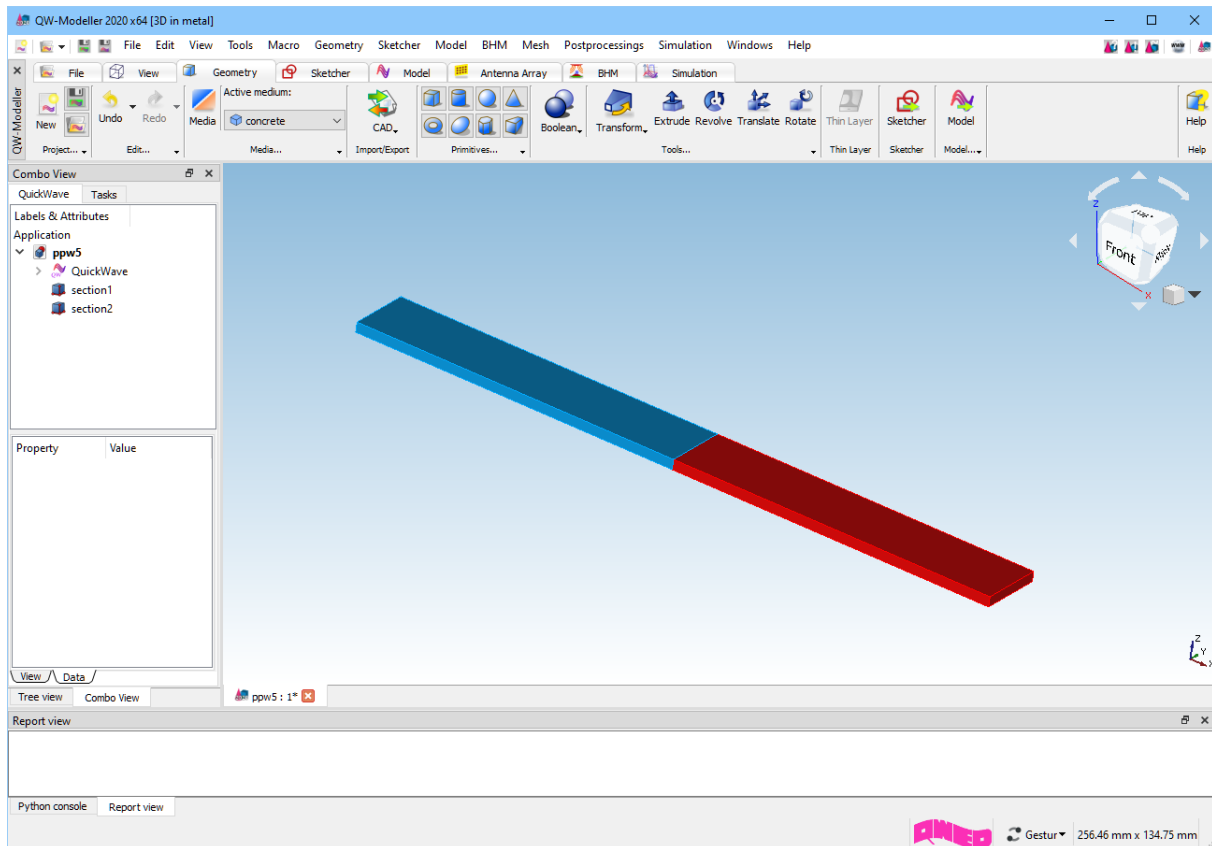 QW-Modeller 2020 x64 [3D in metal]
File Edit View Tools Macro Geometry Sketcher Model BHM Mesh Postprocessings Simulation Windows Help
File View Geometry Sketcher Model Antenna Array BHM Simulation
QW-Modeller
Active medium:
New Undo Redo Media concrete CAD Boolean Transform Extrude Revolve Translate Rotate Thin Layer Sketcher Model Help
Project... Edit... Media... Import/Export Primitives... Tools... Thin Layer Sketcher Model... Help
Combo View
QuickWave Tasks
Labels & Attributes
Application
ppw5
QuickWave
section1
section2
Z
Front
X
Property Value
Z
Y
X
View Data
Tree view Combo View
ppw5 : 1*
Report view
Python console Report view
QWED Gestur 256.46 mm x 134.75 mm